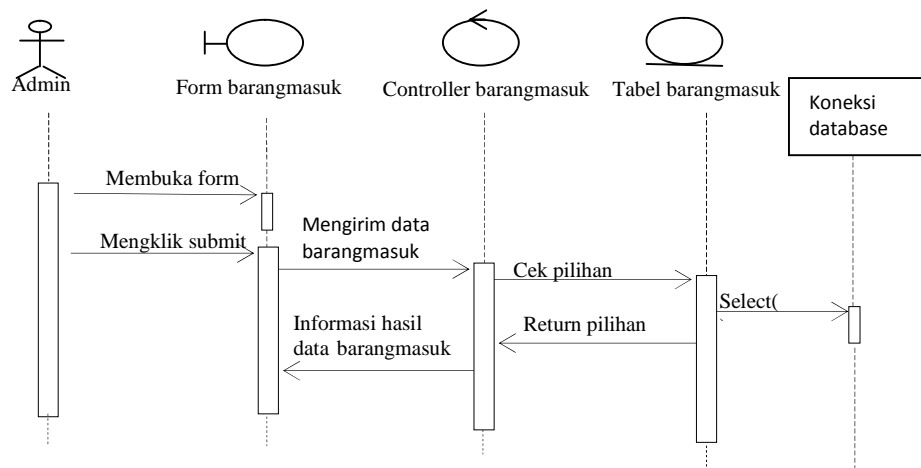 Admin
Form barangmasuk
Controller barangmasuk
Tabel barangmasuk
Koneksi
database
Membuka form
Mengklik submit
Mengirim data
barangmasuk
Cek pilihan
Select(
Return pilihan
Informasi hasil
data barangmasuk